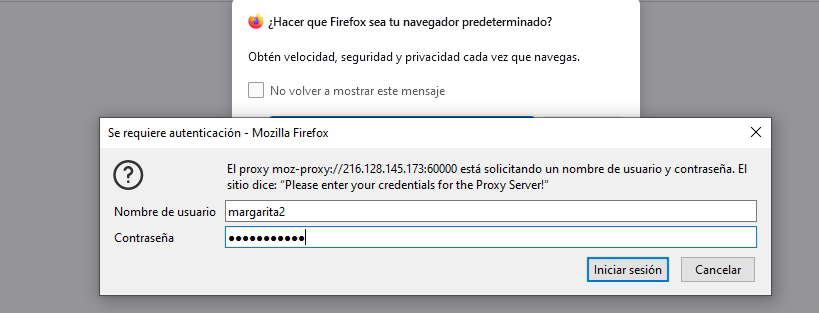 ¿Hacer que Firefox sea tu navegador predeterminado?
Obtén velocidad, seguridad y privacidad cada vez que navegas.
No volver a mostrar este mensaje
Se requiere autenticación - Mozilla Firefox
El proxy moz-proxy://216.128.145.173:60000 está solicitando un nombre de usuario y contraseña. El
sitio dice: “Please enter your credentials for the Proxy Server!”
Nombre de usuario margarita2
Contraseña ●●●●●●●●●●●
Iniciar sesión Cancelar